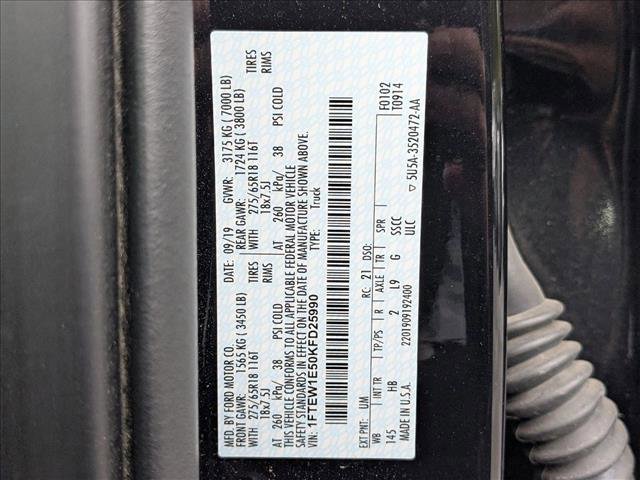 MFD. BY FORD MOTOR CO. DATE: 09/19 GVWR: 3175 KG ( 7000 LB)
FRONT GAWR: 1565 KG ( 3450 LB) REAR GAWR: 1724 KG ( 3800 LB)
WITH 275/65R18 116T TIRES WITH 275/65R18 116T TIRES
18x7.5J RIMS 18x7.5J RIMS
AT 260 kPa/ 38 PSI COLD AT 260 kPa/ 38 PSI COLD
THIS VEHICLE CONFORMS TO ALL APPLICABLE FEDERAL MOTOR VEHICLE
SAFETY STANDARDS IN EFFECT ON THE DATE OF MANUFACTURE SHOWN ABOVE.
VIN: 1FTEW1E50KFD25990 TYPE: Truck
F0102
T0914
EXT PNT: UM RC: 21 DSO:
WB INT TR TP/PS R AXLE TR SPR
145 HB 2 L9 G SSCC
MADE IN U.S.A. 2201909192400 ULC
5U5A-3520472-AA